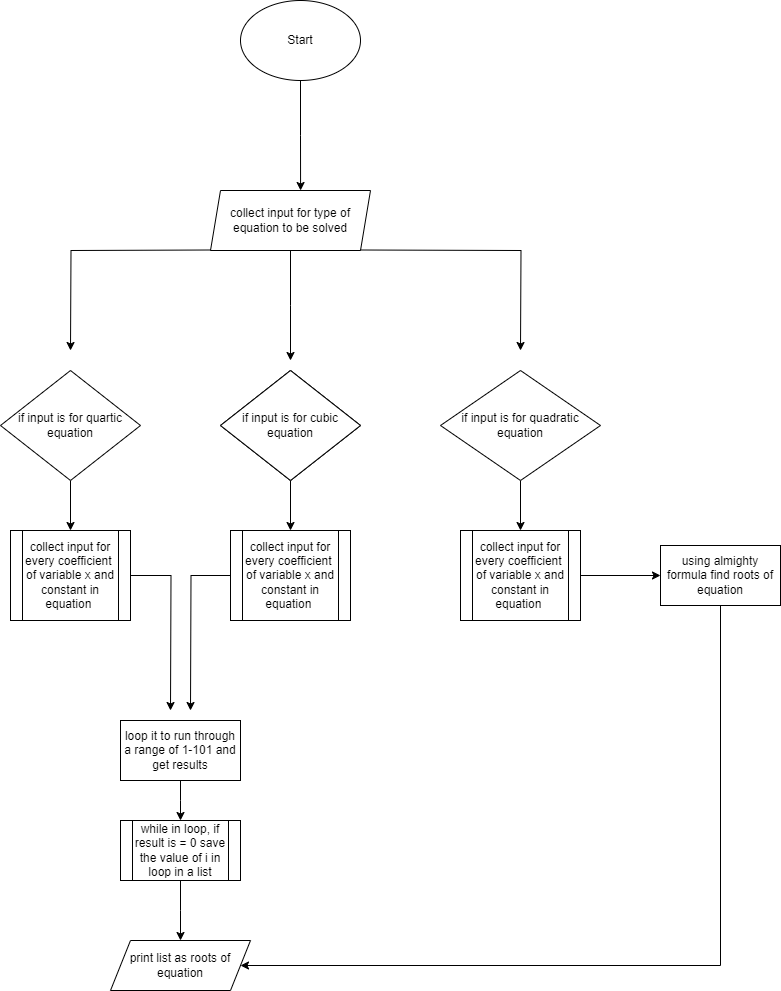 Start
collect input for type of
equation to be solved
if input is for quartic
equation
if input is for cubic
equation
if input is for quadratic
equation
collect input for
every coefficient
of variable x and
constant in
equation
collect input for
every coefficient
of variable x and
constant in
equation
collect input for
every coefficient
of variable x and
constant in
equation
using almighty
formula find roots of
equation
loop it to run through
a range of 1-101 and
get results
while in loop, if
result is = 0 save
the value of i in
loop in a list
print list as roots of
equation